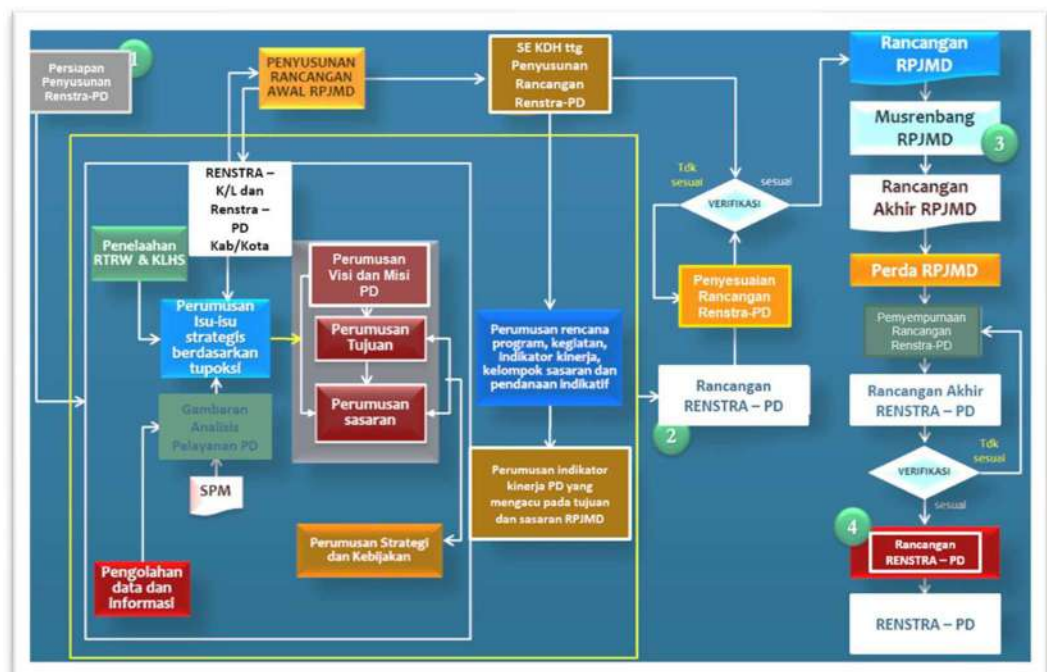 1
Persiapan
Penyusunan
Renstra-PD
PENYUSUNAN
RANCANGAN
AWAL RPJMD
SE KDH ttg
Penyusunan
Rancangan
Renstra-PD
RENSTRA –
K/L dan
Renstra –
PD
Kab/Kota
Penelaahan
RTRW & KLHS
Perumusan
Isu-isu
strategis
berdasarkan
tupoksi
Gambaran
Analisis
Pelayanan PD
SPM
Pengolahan
data dan
informasi
Perumusan
Visi dan Misi
PD
Perumusan
Tujuan
Perumusan
sasaran
Perumusan Strategi
dan Kebijakan
Perumusan rencana
program, kegiatan,
indikator kinerja,
kelompok sasaran dan
pendanaan indikatif
Perumusan indikator
kinerja PD yang
mengacu pada tujuan
dan sasaran RPJMD
Tdk
sesuai
sesuai
VERIFIKASI
Penyesuaian
Rancangan
Renstra-PD
Rancangan
RENSTRA – PD
2
Rancangan
RPJMD
Musrenbang
RPJMD
3
Rancangan
Akhir RPJMD
Perda RPJMD
Pemyempurnaan
Rancangan
Renstra-PD
Rancangan Akhir
RENSTRA – PD
Tdk
sesuai
VERIFIKASI
sesuai
4
Rancangan
RENSTRA – PD
RENSTRA – PD